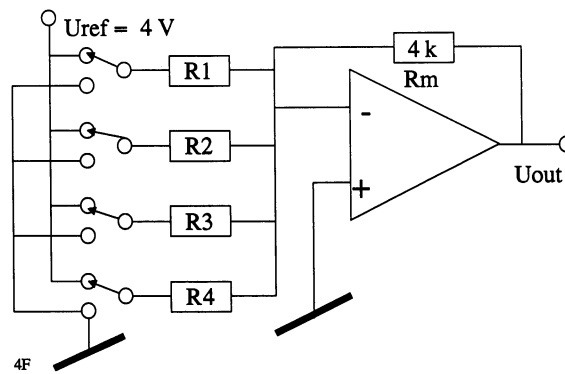 Uref = 4 V
4 k
R1
Rm
-
R2
Uout
+
R3
R4
4F